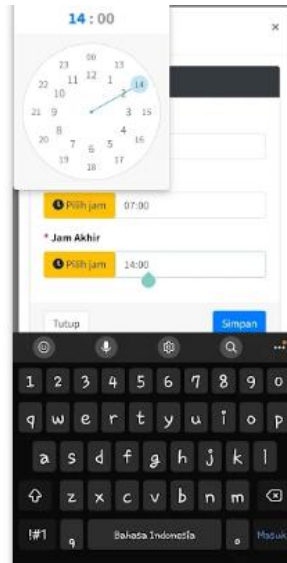 14 : 00
×
00
23 13
12
11 1
22 14
10 2
21 9 3 15
8 4
20 16
7 5
6
19 17
18
Pilih jam 07:00
* Jam Akhir
Pilih jam 14:00
Tutup Simpan
1 2 3 4 5 6 7 8 9 0
q w e r t y u i o p
a s d f g h j k l
z x c v b n m
!#1 Bahasa Indonesia Masuk